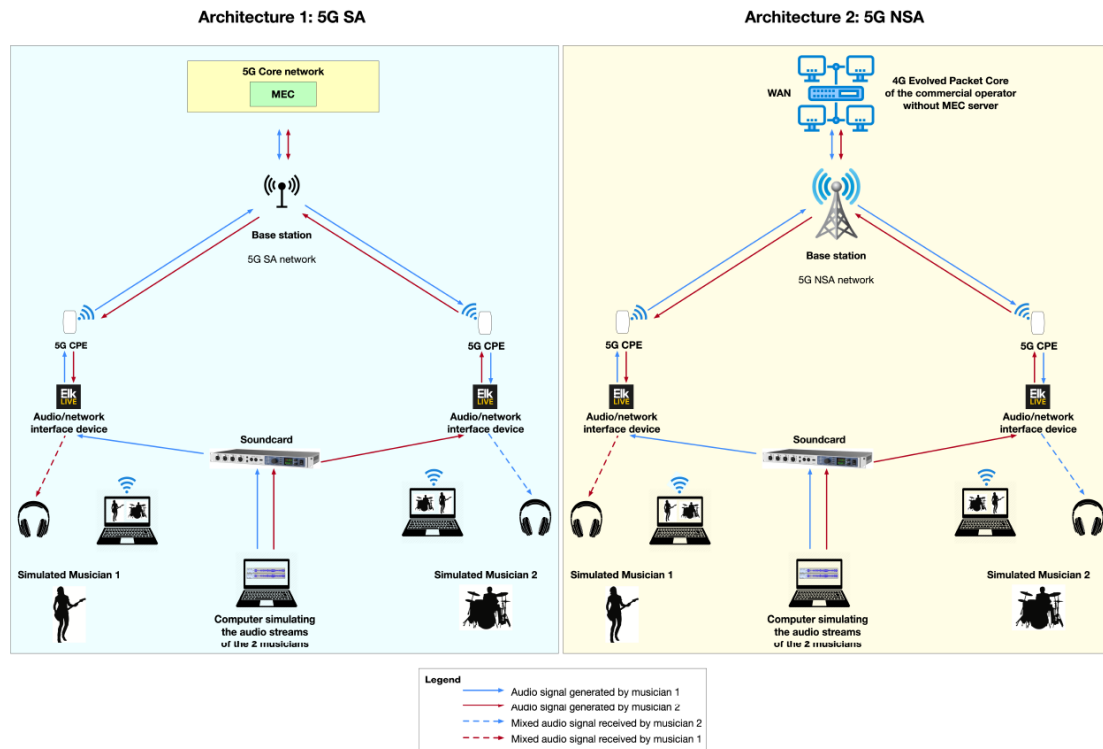 Architecture 1: 5G SA
5G Core network
MEC
Base station
5G SA network
5G CPE
5G CPE
Elk
LIVE
Elk
LIVE
Audio/network
interface device
Audio/network
interface device
Soundcard
Simulated Musician 1
Simulated Musician 2
Computer simulating
the audio streams
of the 2 musicians
Architecture 2: 5G NSA
WAN
4G Evolved Packet Core
of the commercial operator
without MEC server
Base station
5G NSA network
5G CPE
5G CPE
Elk
LIVE
Elk
LIVE
Audio/network
interface device
Audio/network
interface device
Soundcard
Simulated Musician 1
Simulated Musician 2
Computer simulating
the audio streams
of the 2 musicians
Legend
Audio signal generated by musician 1
Audio signal generated by musician 2
Mixed audio signal received by musician 2
Mixed audio signal received by musician 1